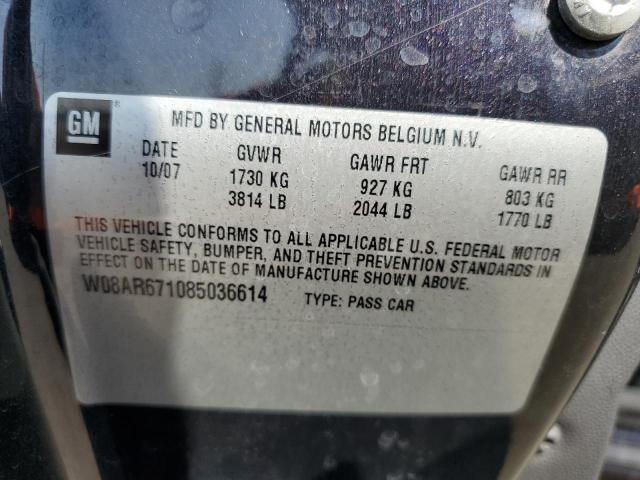 GM ®
MFD BY GENERAL MOTORS BELGIUM N.V.
DATE GVWR GAWR FRT GAWR RR
10/07 1730 KG 927 KG 803 KG
3814 LB 2044 LB 1770 LB
THIS VEHICLE CONFORMS TO ALL APPLICABLE U.S. FEDERAL MOTOR
VEHICLE SAFETY, BUMPER, AND THEFT PREVENTION STANDARDS IN
EFFECT ON THE DATE OF MANUFACTURE SHOWN ABOVE.
W08AR671085036614 TYPE: PASS CAR